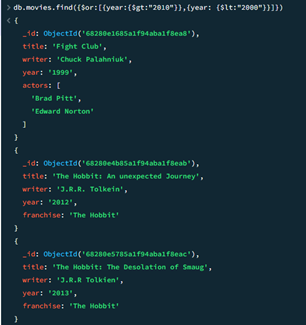 > db.movies.find({$or:[{year:{$gt:"2010"}},{year: {$lt:"2000"}}]})
< {
_id: ObjectId('68280e1685a1f94aba1f8ea8'),
title: 'Fight Club',
writer: 'Chuck Palahniuk',
year: '1999',
actors: [
'Brad Pitt',
'Edward Norton'
]
}
{
_id: ObjectId('68280e4b85a1f94aba1f8eab'),
title: 'The Hobbit: An unexpected Journey',
writer: 'J.R.R. Tolkein',
year: '2012',
franchise: 'The Hobbit'
}
{
_id: ObjectId('68280e5785a1f94aba1f8eac'),
title: 'The Hobbit: The Desolation of Smaug',
writer: 'J.R.R Tolkien',
year: '2013',
franchise: 'The Hobbit'
}